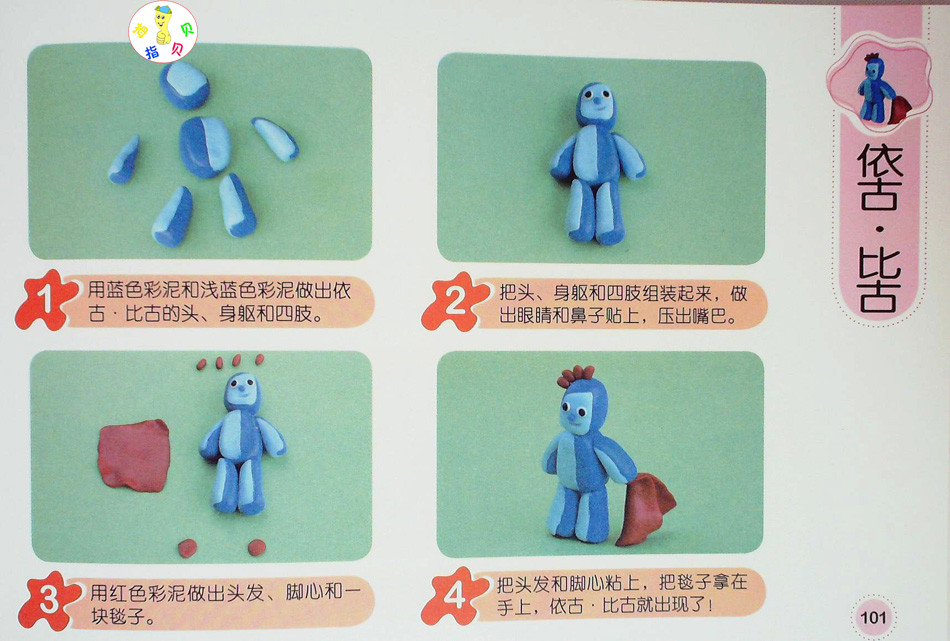 古指贝贝
依古·比古
1
用蓝色彩泥和浅蓝色彩泥做出依
古·比古的头、身躯和四肢。
2
把头、身躯和四肢组装起来，做
出眼睛和鼻子贴上，压出嘴巴。
3
用红色彩泥做出头发、脚心和一
块毯子。
4
把头发和脚心粘上，把毯子拿在
手上，依古·比古就出现了！
101